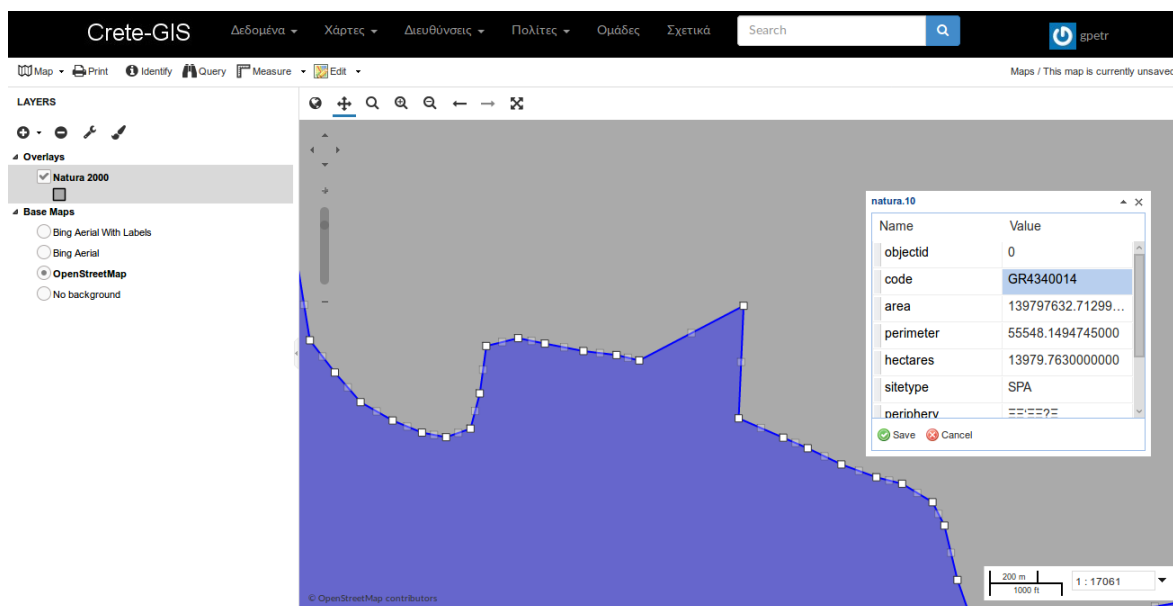 Crete-GIS Δεδομένα Χάρτες Διευθύνσεις Πολίτες Ομάδες Σχετικά Search gpetr
Map Print Identify Query Measure Edit Maps / This map is currently unsaved
LAYERS
Overlays
Natura 2000
Base Maps
Bing Aerial With Labels
Bing Aerial
OpenStreetMap
No background
natura.10
Name Value
objectid 0
code GR4340014
area 139797632.71299...
perimeter 55548.1494745000
hectares 13979.7630000000
sitetype SPA
periphery
Save Cancel
200 m
1000 ft
1 : 17061
© OpenStreetMap contributors